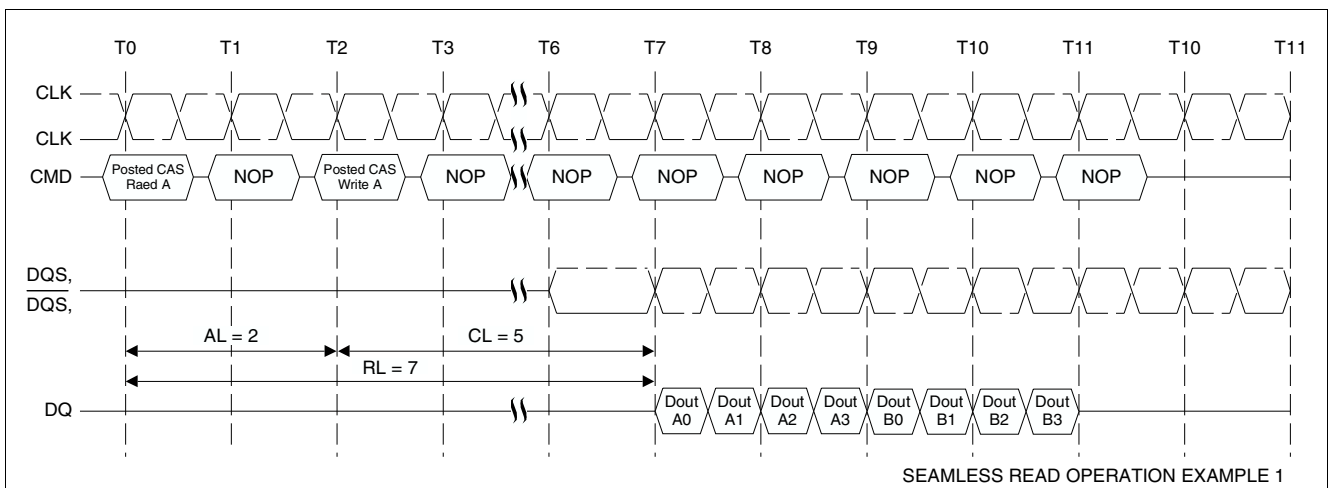 T0 T1 T2 T3 T6 T7 T8 T9 T10 T11 T10 T11
CLK
CLK
CMD Posted CAS Raed A NOP Posted CAS Write A NOP NOP NOP NOP NOP NOP NOP
DQS,
DQS,
AL = 2 CL = 5
RL = 7
DQ Dout A0 Dout A1 Dout A2 Dout A3 Dout B0 Dout B1 Dout B2 Dout B3
SEAMLESS READ OPERATION EXAMPLE 1